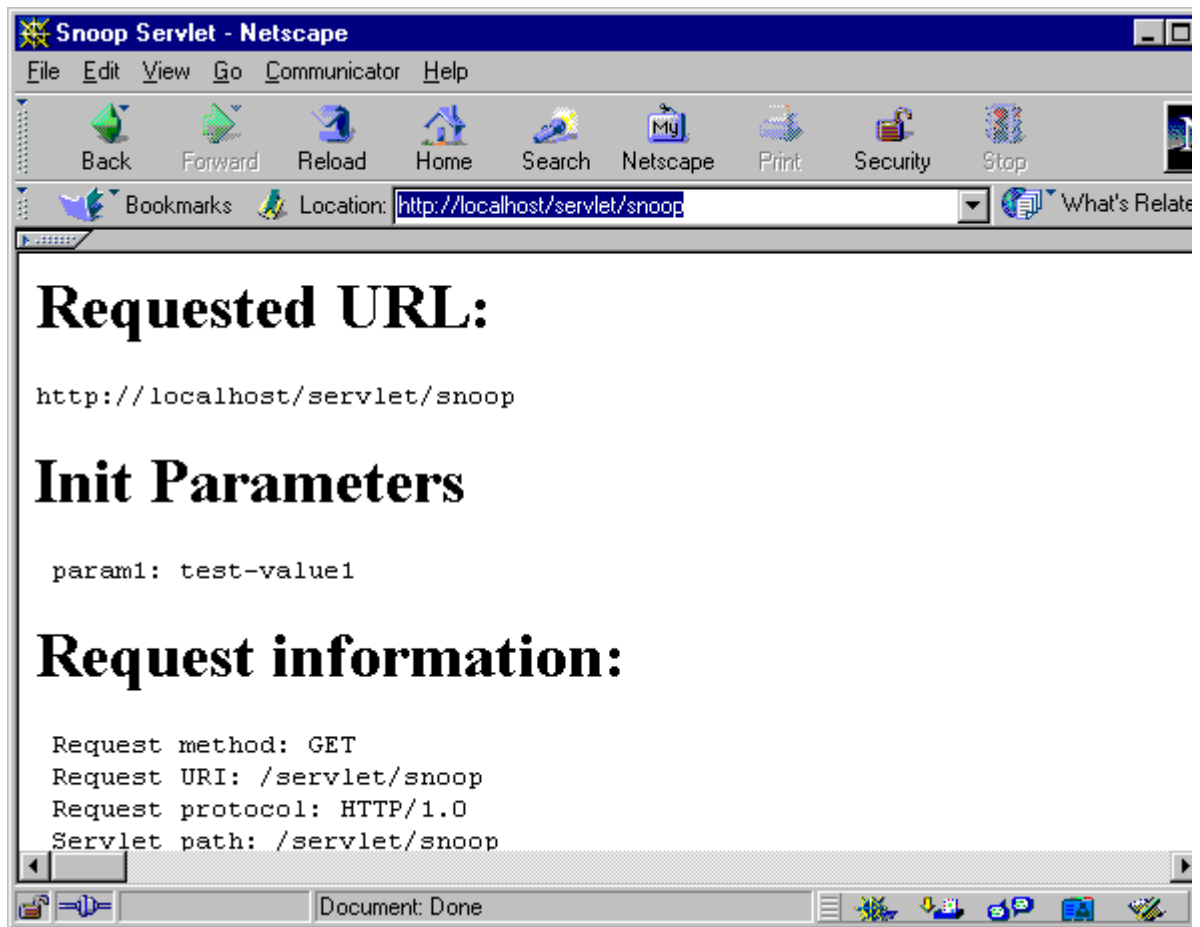 Snoop Servlet - Netscape
File Edit View Go Communicator Help
Back Forward Reload Home Search My Netscape Print Security Stop
Bookmarks Location: http://localhost/servlet/snoop What's Relate
Requested URL:
http://localhost/servlet/snoop
Init Parameters
param1: test-value1
Request information:
Request method: GET
Request URI: /servlet/snoop
Request protocol: HTTP/1.0
Servlet path: /servlet/snoop
Document: Done